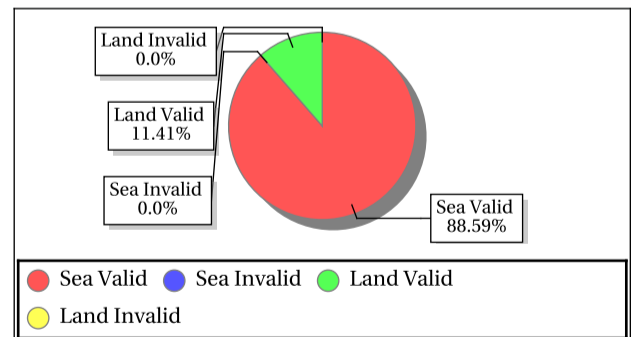 Land Invalid
0.0%
Land Valid
11.41%
Sea Invalid
0.0%
Sea Valid
88.59%
Sea Valid Sea Invalid Land Valid
Land Invalid